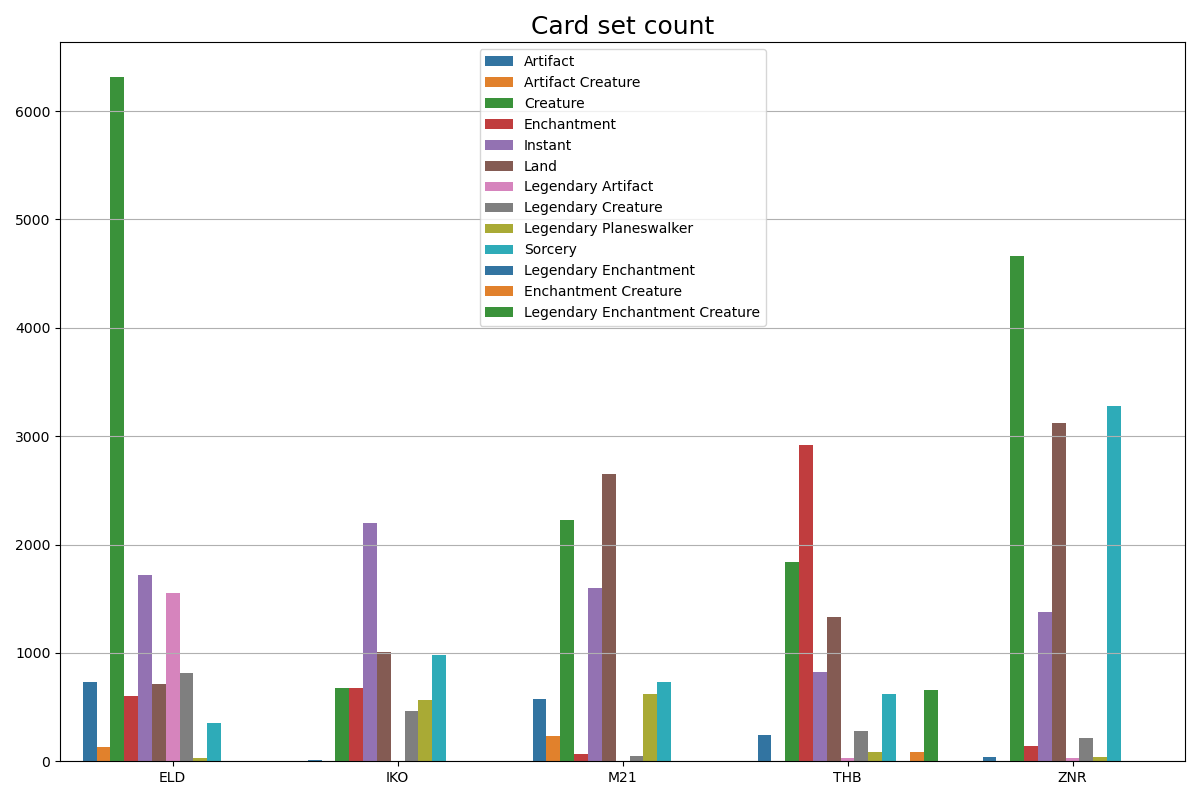 Card set count
Artifact
Artifact Creature
Creature
Enchantment
Instant
Land
Legendary Artifact
Legendary Creature
Legendary Planeswalker
Sorcery
Legendary Enchantment
Enchantment Creature
Legendary Enchantment Creature
6000
5000
4000
3000
2000
1000
0
ELD IKO M21 THB ZNR